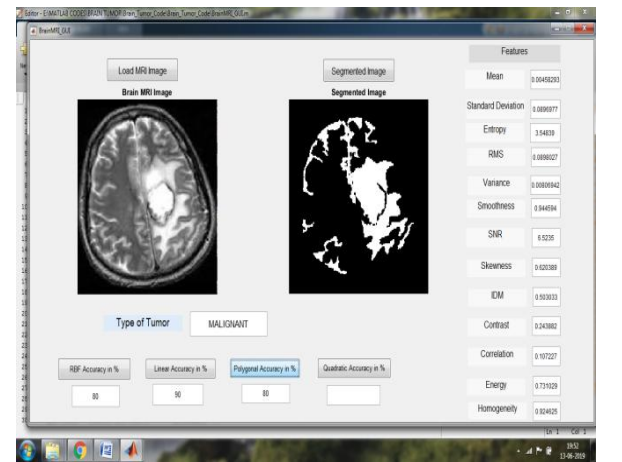 Editor - E:\MATLAB CODES\BRAIN TUMOR\Brain_Tumor_Code\Brain_Tumor_Code\BrainMRI_GUI.m
BrainMRI_GUI
Load MRI Image
Segmented Image
Brain MRI Image
Segmented Image
Features
Mean 0.00458293
Standard Deviation 0.0896977
Entropy 3.54839
RMS 0.0898027
Variance 0.00806942
Smoothness 0.944594
SNR 6.5235
Skewness 0.620388
IDM 0.503033
Contrast 0.243882
Correlation 0.107227
Energy 0.731029
Homogeneity 0.924625
Type of Tumor MALIGNANT
RBF Accuracy in %
Linear Accuracy in %
Polygonal Accuracy in %
Quadratic Accuracy in %
80
90
80
Ln 1 Col 1
19:52
13-06-2019